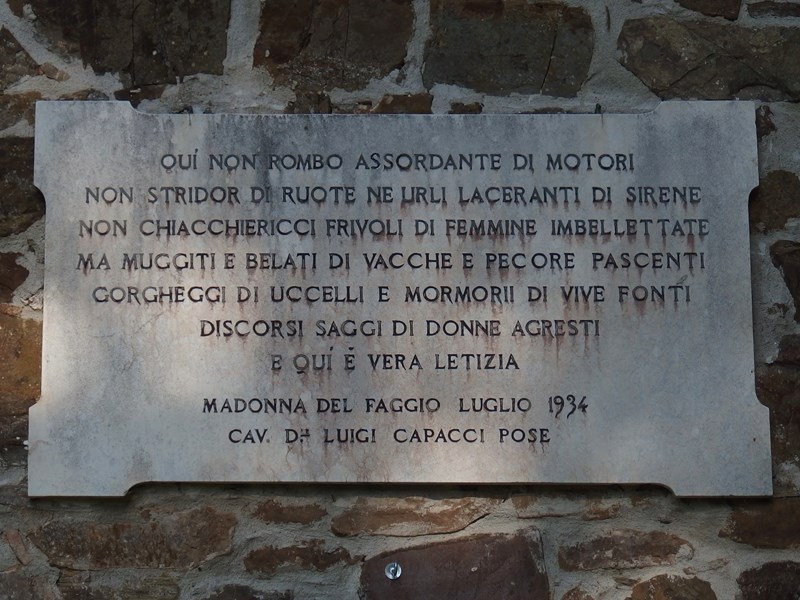 QUÍ NON ROMBO ASSORDANTE DI MOTORI
NON STRIDOR DI RUOTE NE URLI LACERANTI DI SIRENE
NON CHIACCHIERICCI FRIVOLI DI FEMMINE IMBELLETTATE
MA MUGGITI E BELATI DI VACCHE E PECORE PASCENTI
GORGHEGGI DI UCCELLI E MORMORII DI VIVE FONTI
DISCORSI SAGGI DI DONNE AGRESTI
E QUÍ È VERA LETIZIA
MADONNA DEL FAGGIO LUGLIO 1934
CAV. Dr. LUIGI CAPACCI POSE